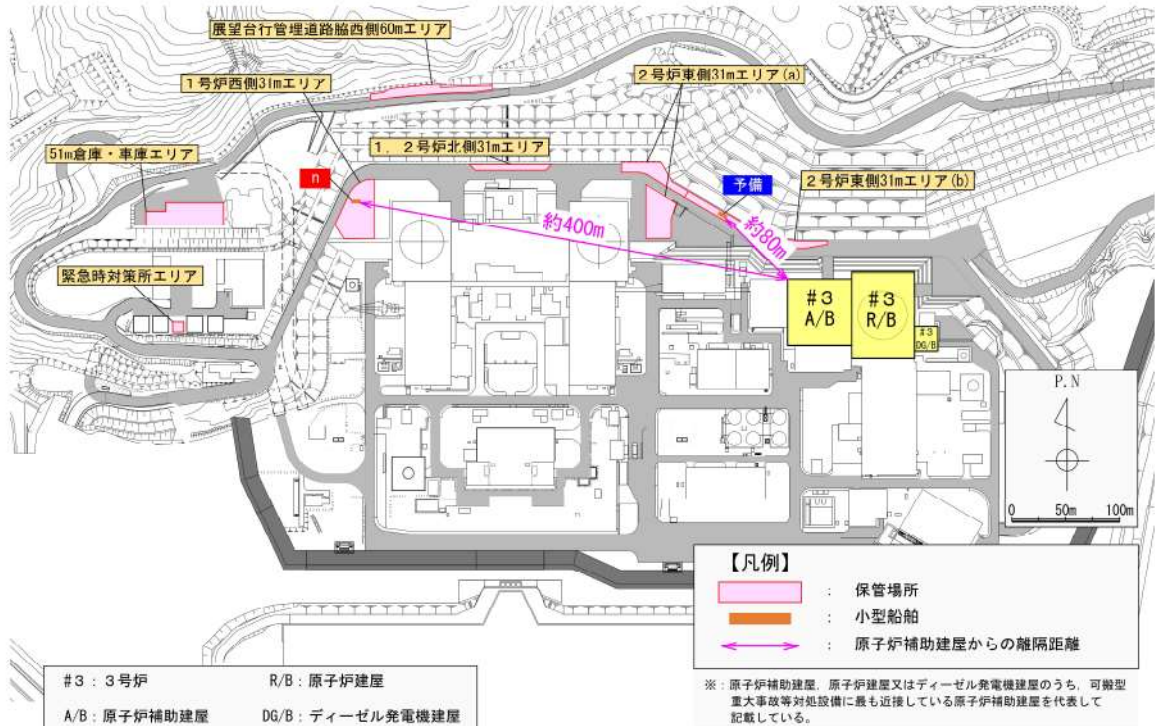 展望台行管理道路脇西側60mエリア
1号炉西側31mエリア
2号炉東側31mエリア(a)
51m倉庫・車庫エリア
1,2号炉北側31mエリア
n
予備
2号炉東側31mエリア(b)
約400m
約80m
緊急時対策所エリア
#3
A/B
#3
R/B
#3
DG/B
P.N
0 50m 100m
【凡例】
: 保管場所
: 小型船舶
: 原子炉補助建屋からの離隔距離
#3 : 3号炉 R/B : 原子炉建屋
A/B : 原子炉補助建屋 DG/B : ディーゼル発電機建屋
※:原子炉補助建屋,原子炉建屋又はディーゼル発電機建屋のうち,可搬型
重大事故等対処設備に最も近接している原子炉補助建屋を代表して
記載している。